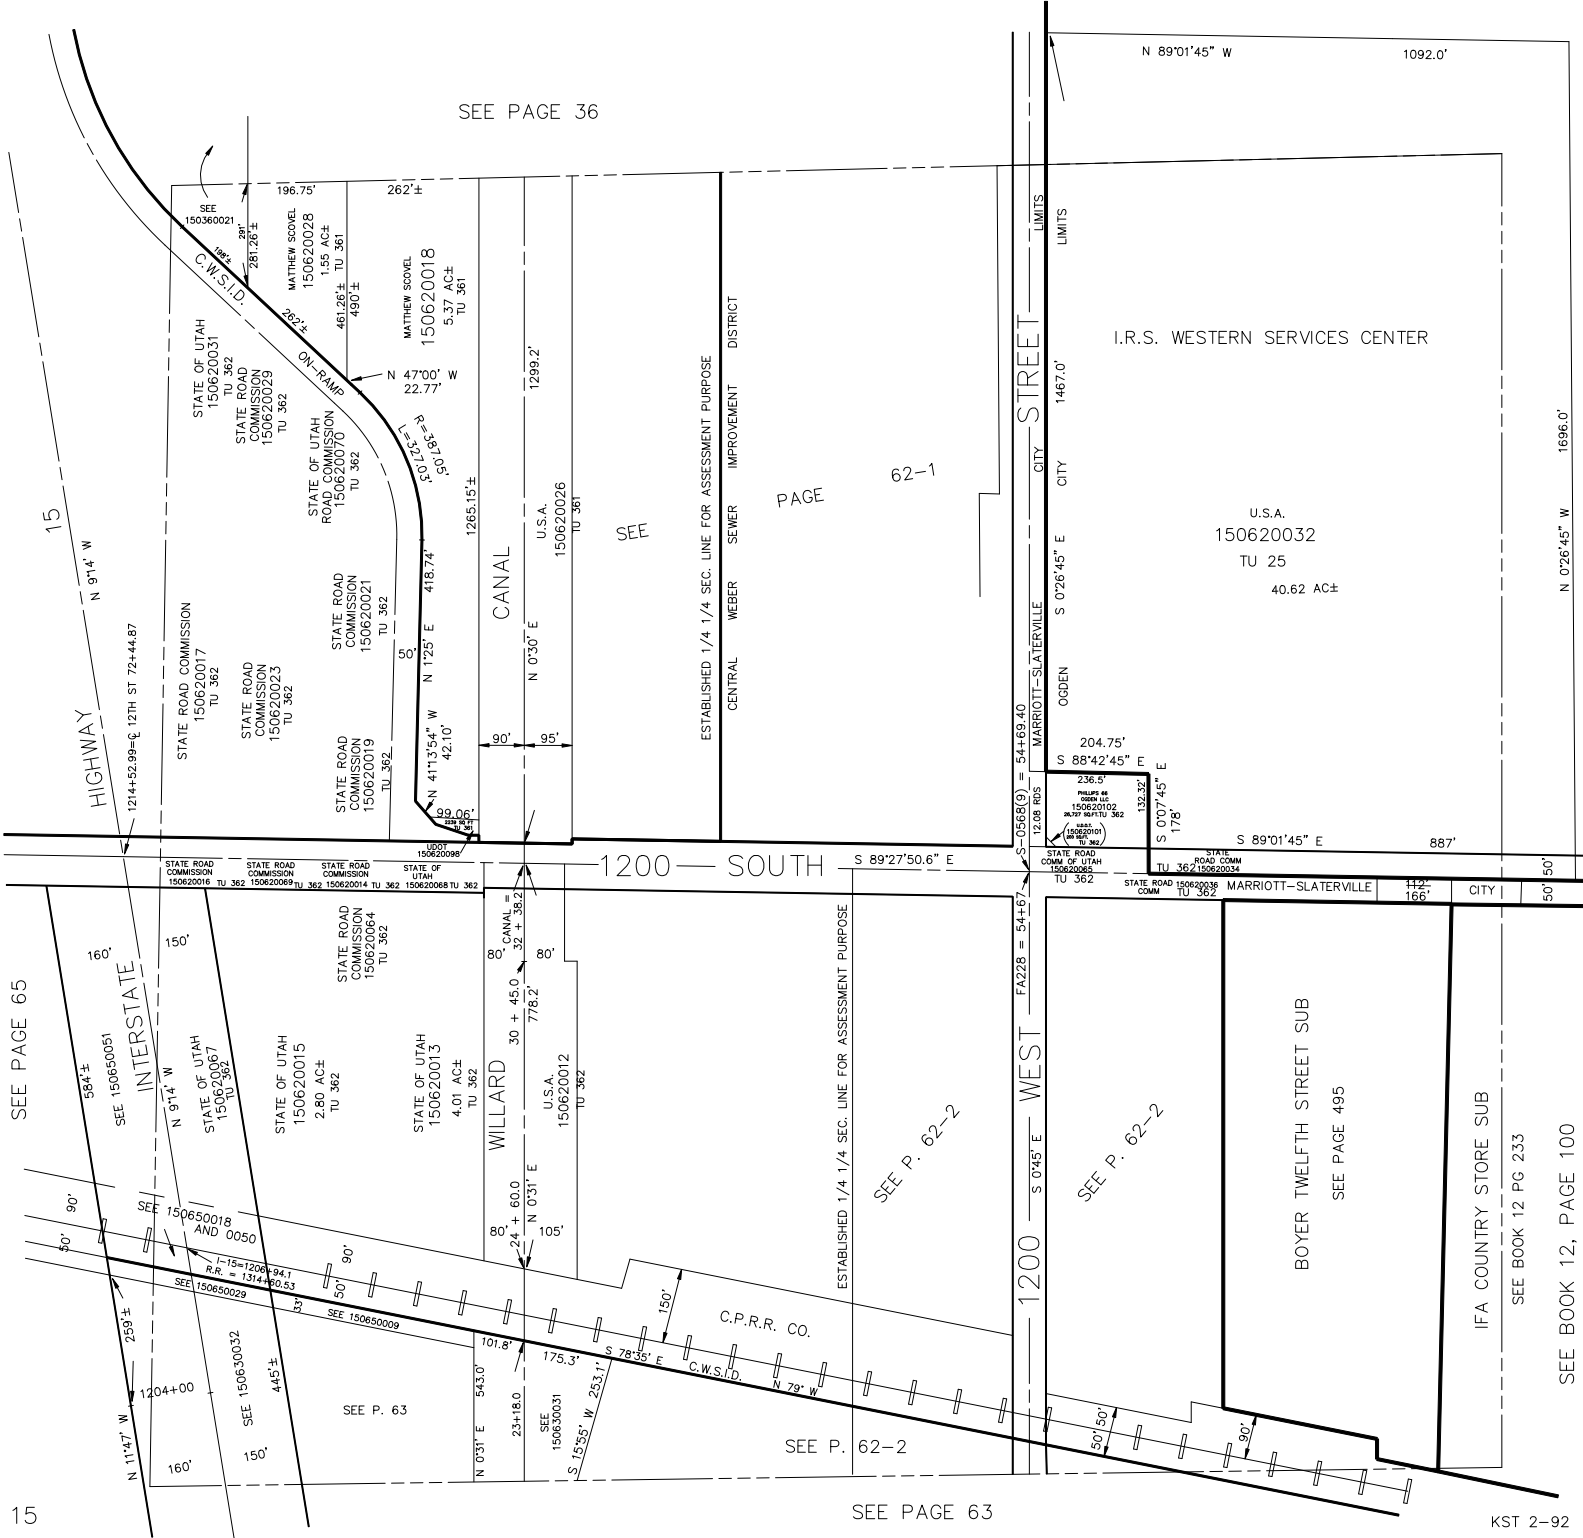 N 89°01'45" W
1092.0'
SEE PAGE 36
196.75'
262'±
SEE
150360021
291'
281.26'±
198'±
C.W.S.I.D.
262'±
ON-RAMP
MATTHEW SCOVEL
150620028
1.55 AC±
TU 361
461.26'±
490'±
MATTHEW SCOVEL
150620018
5.37 AC±
TU 361
N 47°00' W
22.77'
R=387.05'
L=327.03'
STATE OF UTAH
150620031
TU 362
STATE ROAD
COMMISSION
150620029
TU 362
STATE OF UTAH
ROAD COMMISSION
150620070
TU 362
1265.15'±
1299.2'
CANAL
U.S.A.
150620026
TU 361
SEE
PAGE
62-1
ESTABLISHED 1/4 1/4 SEC. LINE FOR ASSESSMENT PURPOSE
CENTRAL WEBER SEWER IMPROVEMENT DISTRICT
STREET
MARRIOTT-SLATERVILLE CITY LIMITS
OGDEN CITY LIMITS
S 0°26'45" E
1467.0'
I.R.S. WESTERN SERVICES CENTER
U.S.A.
150620032
TU 25
40.62 AC±
1696.0'
N 0°26'45" W
15
N 9°14' W
HIGHWAY
1214+52.99=℄ 12TH ST 72+44.87
STATE ROAD COMMISSION
150620017
TU 362
STATE ROAD
COMMISSION
150620023
TU 362
STATE ROAD
COMMISSION
150620021
TU 362
STATE ROAD
COMMISSION
150620019
TU 362
418.74'
50'
N 1°25' E
N 41°13'54" W
42.10'
99.06'
2239 SQ FT
TU 361
UDOT
150620098
N 0°30' E
90'
95'
S-0568(9) = 54+69.40
12.08 RDS
204.75'
S 88°42'45" E
236.5'
PHILLIPS 66
OGDEN LLC
150620102
26,727 SQ.FT. TU 362
132.32'
S 0°07'45" E
178'
U.D.O.T.
150620101
TU 362
S 89°01'45" E
887'
1200 SOUTH
S 89°27'50.6" E
STATE ROAD
COMMISSION
150620016 TU 362
STATE ROAD
COMMISSION
150620069 TU 362
STATE ROAD
COMMISSION
150620014 TU 362
STATE OF
UTAH
150620068 TU 362
STATE ROAD
COMM OF UTAH
150620065
TU 362
STATE
ROAD COMM
TU 362 150620034
STATE ROAD
COMM
150620036
TU 362
MARRIOTT-SLATERVILLE
112'
166'
CITY
50' 50'
160'
150'
INTERSTATE
SEE PAGE 65
584'±
SEE 150650051
N 9°14' W
STATE OF UTAH
150620067
TU 362
STATE ROAD
COMMISSION
150620064
TU 362
STATE OF UTAH
150620015
2.80 AC±
TU 362
STATE OF UTAH
150620013
4.01 AC±
TU 362
CANAL =
32 + 38.2
80'
80'
30 + 45.0
778.2'
WILLARD
U.S.A.
150620012
TU 362
24 + 60.0
N 0°31' E
80'
105'
ESTABLISHED 1/4 1/4 SEC. LINE FOR ASSESSMENT PURPOSE
SEE P. 62-2
FA228 = 54+67
1200 WEST
S 0°45' E
SEE P. 62-2
BOYER TWELFTH STREET SUB
SEE PAGE 495
IFA COUNTRY STORE SUB
SEE BOOK 12 PG 233
SEE BOOK 12, PAGE 100
90'
50'
SEE 150650018
AND 0050
I-15=1206+94.1
R.R. = 1314+60.53
90'
50'
33'
SEE 150650029
SEE 150650009
150'
C.P.R.R. CO.
101.8'
175.3'
S 78°35' E
C.W.S.I.D.
N 79° W
259'±
1204+00
SEE 150630032
445'±
N 11°47' W
160'
150'
SEE P. 63
N 0°31' E
543.0'
23+18.0
SEE
150630031
S 15°55' W
253.1'
SEE P. 62-2
50' 50'
90'
SEE PAGE 63
15
KST 2-92